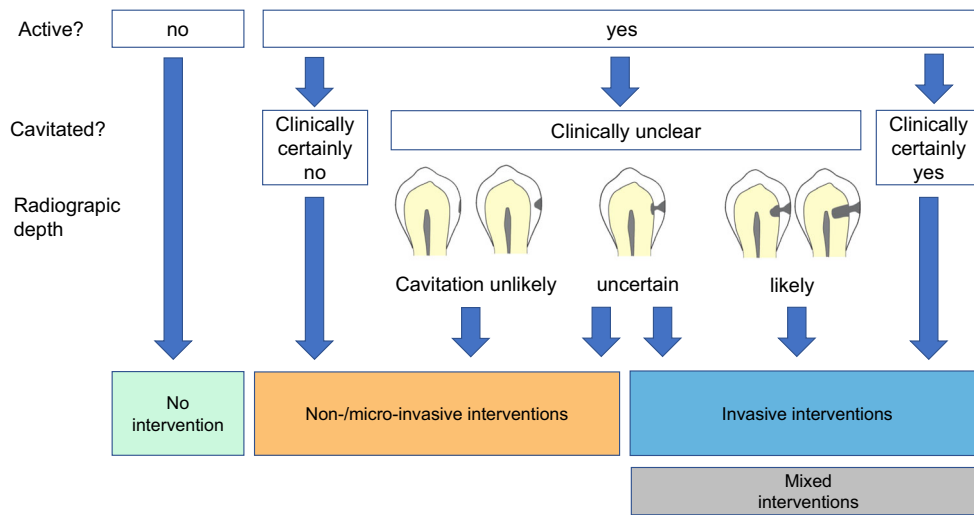 Active?
no
yes
Cavitated?
Clinically
certainly
no
Clinically unclear
Clinically
certainly
yes
Radiograpic
depth
Cavitation unlikely
uncertain
likely
No
intervention
Non-/micro-invasive interventions
Invasive interventions
Mixed
interventions